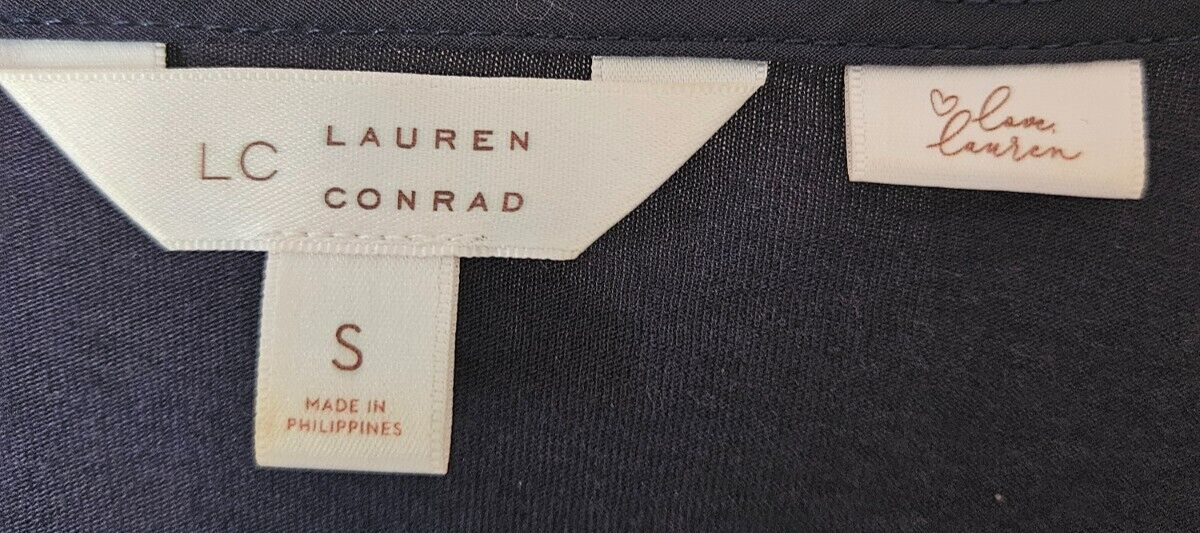 LC LAUREN
CONRAD
love,
lauren
S
MADE IN
PHILIPPINES